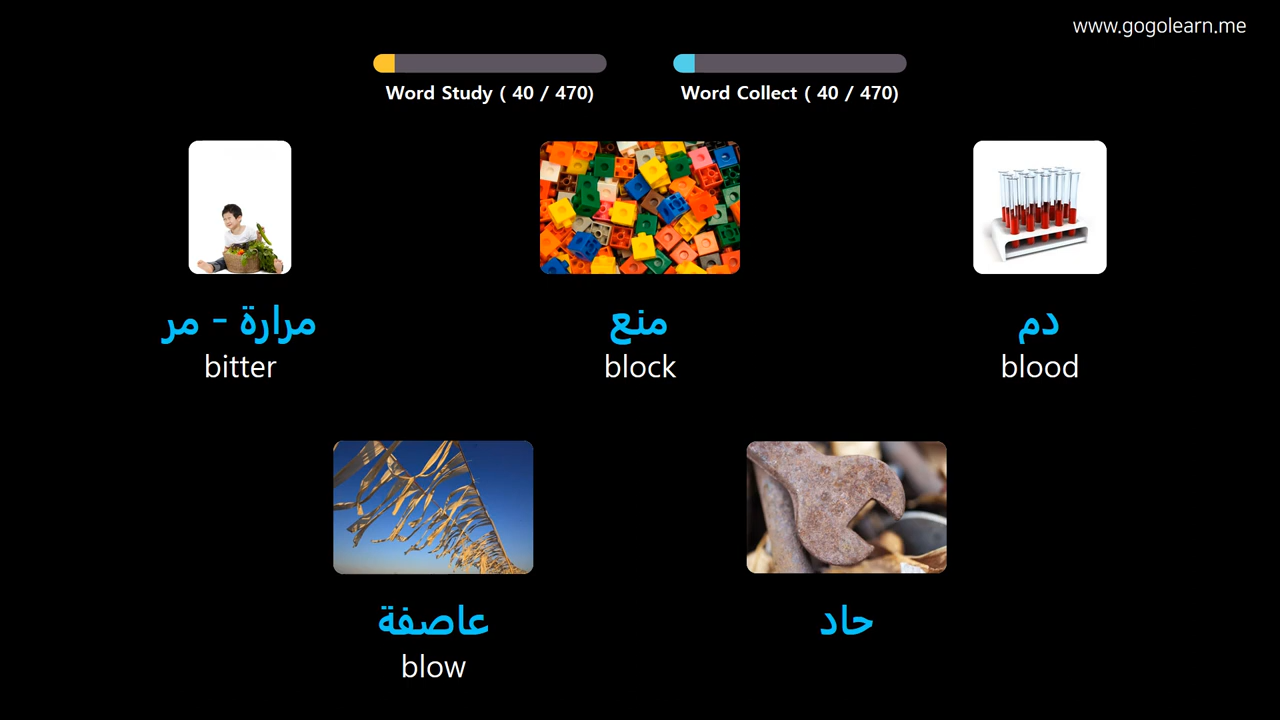 www.gogolearn.me
Word Study ( 40 / 470)
Word Collect ( 40 / 470)
مرارة - مر
bitter
منع
block
دم
blood
عاصفة
blow
حاد